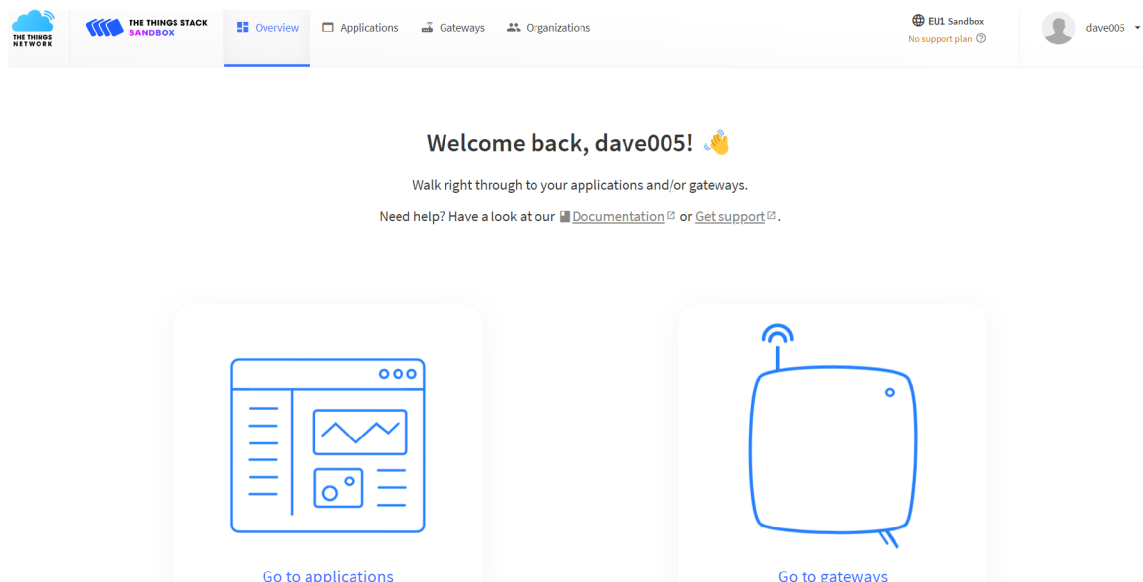 THE THINGS
NETWORK
THE THINGS STACK
SANDBOX
Overview
Applications
Gateways
Organizations
EU1 Sandbox
No support plan
dave005
Welcome back, dave005! 👋
Walk right through to your applications and/or gateways.
Need help? Have a look at our Documentation or Get support.
Go to applications
Go to gateways